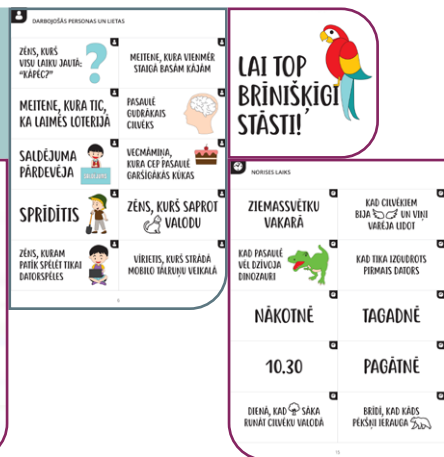 DARBOJOŠĀS PERSONAS UN LIETAS
ZĒNS, KURŠ
VISU LAIKU JAUTĀ:
"KĀPĒC?"
MEITENE, KURA VIENMĒR
STAIGĀ BASĀM KĀJĀM
MEITENE, KURA TIC,
KA LAIMĒS LOTERIJĀ
PASAULĒ
GUDRĀKAIS
CILVĒKS
SALDĒJUMA
PĀRDEVĒJA
VECMĀMIŅA,
KURA CEP PASAULĒ
GARŠĪGĀKĀS KŪKAS
SPRĪDĪTIS
ZĒNS, KURŠ SAPROT
VALODU
ZĒNS, KURAM
PATĪK SPĒLĒT TIKAI
DATORSPĒLES
VĪRIETIS, KURŠ STRĀDĀ
MOBILO TĀLRUŅU VEIKALĀ
LAI TOP
BRĪNIŠĶĪGI
STĀSTI!
NORISES LAIKS
ZIEMASSVĒTKU
VAKARĀ
KAD CILVĒKIEM
BIJA UN VIŅI
VARĒJA LIDOT
KAD PASAULĒ
VĒL DZĪVOJA
DINOZAURI
KAD TIKA IZGUDROTS
PIRMAIS DATORS
NĀKOTNĒ
TAGADNĒ
10.30
PAGĀTNĒ
DIENĀ, KAD SĀKA
RUNĀT CILVĒKU VALODĀ
BRĪDĪ, KAD KĀDS
PĒKŠŅI IERAUGA